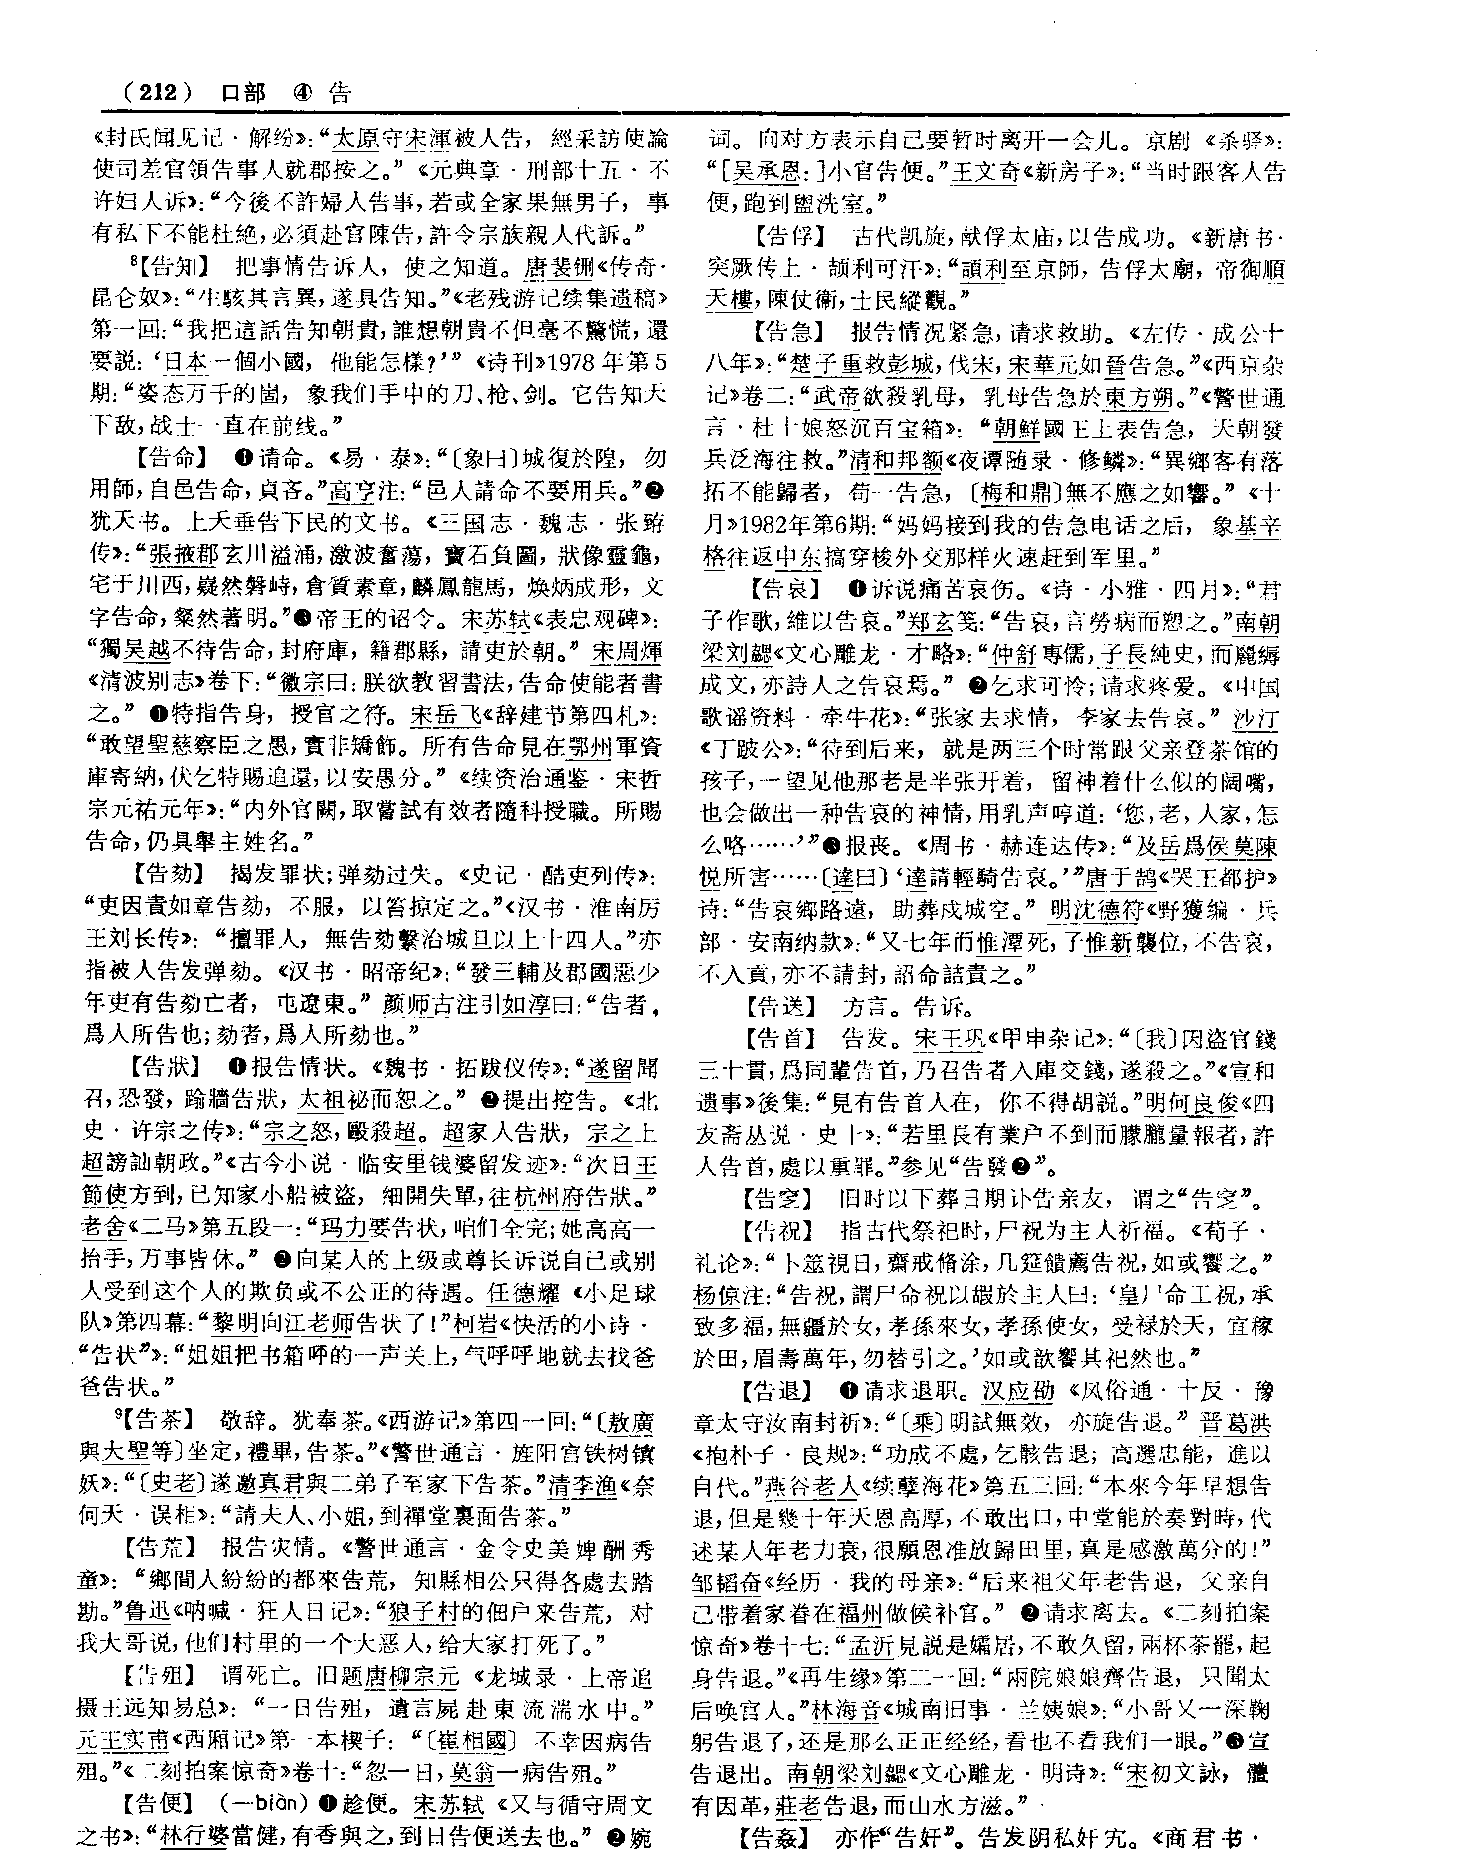 （212） 口部 ④ 告
《封氏闻见记·解纷》：“太原守宋渾被人告，經采訪使論
使司差官領告事人就郡按之。”《元典章·刑部十五·不
许妇人诉》：“今後不許婦人告事，若或全家果無男子，事
有私下不能杜絶，必須赴官陳告，許令宗族親人代訴。”
⁸【告知】 把事情告诉人，使之知道。唐裴铏《传奇·
昆仑奴》：“生駭其言異，遂具告知。”《老残游记续集遗稿》
第一回：“我把這話告知朝貴，誰想朝貴不但毫不驚慌，還
要説：‘日本一個小國，他能怎樣？’”《诗刊》1978年第5
期：“姿态万千的崮，象我们手中的刀、枪、剑。它告知天
下敌，战士一直在前线。”
【告命】 ❶请命。《易·泰》：“〔象曰〕城復於隍，勿
用師，自邑告命，貞吝。”高亨注：“邑人請命不要用兵。”❷
犹天书。上天垂告下民的文书。《三国志·魏志·张臶
传》：“張掖郡玄川溢涌，激波奮蕩，寶石負圖，狀像靈龜，
宅于川西，嶷然磐峙，倉質素章，麟鳳龍馬，焕炳成形，文
字告命，粲然著明。”❸帝王的诏令。宋苏轼《表忠观碑》：
“獨吴越不待告命，封府庫，籍郡縣，請吏於朝。”宋周煇
《清波别志》卷下：“徽宗曰：朕欲教習書法，告命使能者書
之。”❹特指告身，授官之符。宋岳飞《辞建节第四札》：
“敢望聖慈察臣之愚，實非矯飾。所有告命見在鄂州軍資
庫寄納，伏乞特賜追還，以安愚分。”《续资治通鉴·宋哲
宗元祐元年》：“内外官闕，取嘗試有效者隨科授職。所賜
告命，仍具舉主姓名。”
【告劾】 揭发罪状；弹劾过失。《史记·酷吏列传》：
“吏因責如章告劾，不服，以笞掠定之。”《汉书·淮南厉
王刘长传》：“擅罪人，無告劾繫治城旦以上十四人。”亦
指被人告发弹劾。《汉书·昭帝纪》：“發三輔及郡國惡少
年吏有告劾亡者，屯遼東。”颜师古注引如淳曰：“告者，
爲人所告也；劾者，爲人所劾也。”
【告狀】 ❶报告情状。《魏书·拓跋仪传》：“遂留聞
召，恐發，踰牆告狀，太祖祕而恕之。”❷提出控告。《北
史·许宗之传》：“宗之怒，毆殺超。超家人告狀，宗之上
超謗訕朝政。”《古今小说·临安里钱婆留发迹》：“次日王
節使方到，已知家小船被盜，細開失單，往杭州府告狀。”
老舍《二马》第五段一：“玛力要告状，咱们全完；她高高一
抬手，万事皆休。”❷向某人的上级或尊长诉说自己或别
人受到这个人的欺负或不公正的待遇。任德耀《小足球
队》第四幕：“黎明向江老师告状了！”柯岩《快活的小诗·
“告状”》：“姐姐把书箱呯的一声关上，气呼呼地就去找爸
爸告状。”
⁹【告茶】 敬辞。犹奉茶。《西游记》第四一回：“〔敖廣
與大聖等〕坐定，禮畢，告茶。”《警世通言·旌阳宫铁树镇
妖》：“〔史老〕遂邀真君與二弟子至家下告茶。”清李渔《奈
何天·误相》：“請夫人、小姐，到禪堂裏面告茶。”
【告荒】 报告灾情。《警世通言·金令史美婢酬秀
童》：“鄉間人紛紛的都來告荒，知縣相公只得各處去踏
勘。”鲁迅《呐喊·狂人日记》：“狼子村的佃户来告荒，对
我大哥说，他们村里的一个大恶人，给大家打死了。”
【告殂】 谓死亡。旧题唐柳宗元《龙城录·上帝追
摄王远知易总》：“一日告殂，遺言屍赴東流湍水中。”
元王实甫《西厢记》第一本楔子：“〔崔相國〕不幸因病告
殂。”《二刻拍案惊奇》卷十：“忽一日，莫翁一病告殂。”
【告便】 （—biàn）❶趁便。宋苏轼《又与循守周文
之书》：“林行婆當健，有香與之，到日告便送去也。”❷婉
词。向对方表示自己要暂时离开一会儿。京剧《杀驿》：
“［吴承恩：］小官告便。”王文奇《新房子》：“当时跟客人告
便，跑到盥洗室。”
【告俘】 古代凯旋，献俘太庙，以告成功。《新唐书·
突厥传上·颉利可汗》：“頡利至京師，告俘太廟，帝御順
天樓，陳仗衛，士民縱觀。”
【告急】 报告情况紧急，请求救助。《左传·成公十
八年》：“楚子重救彭城，伐宋，宋華元如晉告急。”《西京杂
记》卷二：“武帝欲殺乳母，乳母告急於東方朔。”《警世通
言·杜十娘怒沉百宝箱》：“朝鮮國王上表告急，天朝發
兵泛海往救。”清和邦额《夜谭随录·修鳞》：“異鄉客有落
拓不能歸者，苟一告急，〔梅和鼎〕無不應之如響。”《十
月》1982年第6期：“妈妈接到我的告急电话之后，象基辛
格往返中东搞穿梭外交那样火速赶到军里。”
【告哀】 ❶诉说痛苦哀伤。《诗·小雅·四月》：“君
子作歌，維以告哀。”郑玄笺：“告哀，言勞病而愬之。”南朝
梁刘勰《文心雕龙·才略》：“仲舒專儒，子長純史，而麗縟
成文，亦詩人之告哀焉。”❷乞求可怜；请求疼爱。《中国
歌谣资料·牵牛花》：“张家去求情，李家去告哀。”沙汀
《丁跛公》：“待到后来，就是两三个时常跟父亲登茶馆的
孩子，一望见他那老是半张开着，留神着什么似的阔嘴，
也会做出一种告哀的神情，用乳声哼道：‘您，老，人家，怎
么咯……’”❸报丧。《周书·赫连达传》：“及岳爲侯莫陳
悦所害……〔達曰〕‘達請輕騎告哀。’”唐于鹄《哭王都护》
诗：“告哀鄉路遠，助葬戍城空。”明沈德符《野獲编·兵
部·安南纳款》：“又七年而惟潭死，子惟新襲位，不告哀，
不入貢，亦不請封，詔命詰責之。”
【告送】 方言。告诉。
【告首】 告发。宋王巩《甲申杂记》：“〔我〕因盜官錢
三十貫，爲同輩告首，乃召告者入庫交錢，遂殺之。”《宣和
遗事》後集：“見有告首人在，你不得胡説。”明何良俊《四
友斋丛说·史十》：“若里長有業户不到而朦朧量報者，許
人告首，處以重罪。”参见“告發❷”。
【告窆】 旧时以下葬日期讣告亲友，谓之“告窆”。
【告祝】 指古代祭祀时，尸祝为主人祈福。《荀子·
礼论》：“卜筮視日，齋戒脩涂，几筵饋薦告祝，如或饗之。”
杨倞注：“告祝，謂尸命祝以嘏於主人曰：‘皇尸命工祝，承
致多福，無疆於女，孝孫來女，孝孫使女，受禄於天，宜稼
於田，眉壽萬年，勿替引之。’如或歆饗其祀然也。”
【告退】 ❶请求退职。汉应劭《风俗通·十反·豫
章太守汝南封祈》：“〔乘〕明試無效，亦旋告退。”晋葛洪
《抱朴子·良规》：“功成不處，乞骸告退；高選忠能，進以
自代。”燕谷老人《续孽海花》第五三回：“本來今年早想告
退，但是幾十年天恩高厚，不敢出口，中堂能於奏對時，代
述某人年老力衰，很願恩准放歸田里，真是感激萬分的！”
邹韬奋《经历·我的母亲》：“后来祖父年老告退，父亲自
己带着家眷在福州做候补官。”❷请求离去。《二刻拍案
惊奇》卷十七：“孟沂見説是孀居，不敢久留，兩杯茶罷，起
身告退。”《再生缘》第二一回：“兩院娘娘齊告退，只聞太
后唤宫人。”林海音《城南旧事·兰姨娘》：“小哥又一深鞠
躬告退了，还是那么正正经经，看也不看我们一眼。”❸宣
告退出。南朝梁刘勰《文心雕龙·明诗》：“宋初文詠，體
有因革，莊老告退，而山水方滋。”
【告姦】 亦作“告奸”。告发阴私奸宄。《商君书·